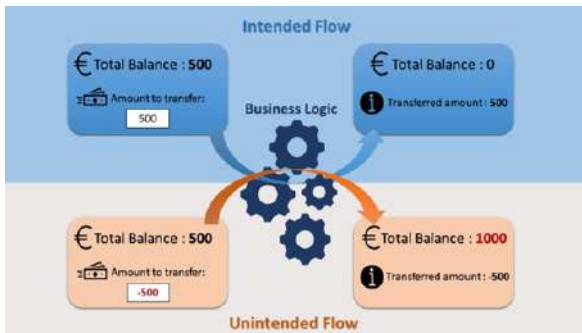 Intended Flow
€ Total Balance : 500
Amount to transfer:
500
€ Total Balance : 0
Transferred amount : 500
Business Logic
€ Total Balance : 500
Amount to transfer:
-500
€ Total Balance : 1000
Transferred amount : -500
Unintended Flow